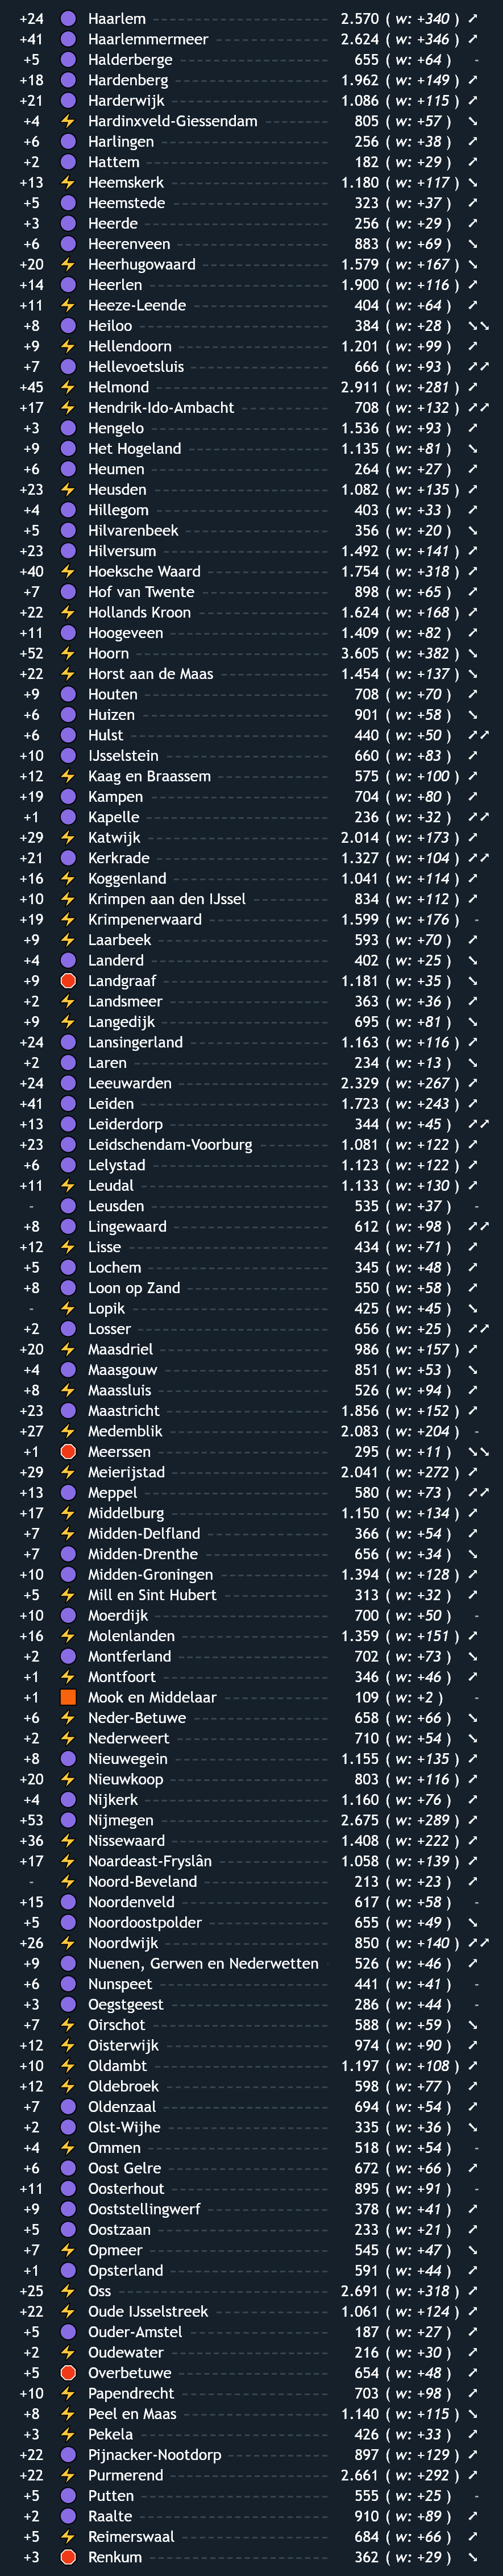 +24 Haarlem 2.570 ( w: +340 ) ➚
+41 Haarlemmermeer 2.624 ( w: +346 ) ➚
+5 Halderberge 655 ( w: +64 ) -
+18 Hardenberg 1.962 ( w: +149 ) ➚
+21 Harderwijk 1.086 ( w: +115 ) ➚
+4 Hardinxveld-Giessendam 805 ( w: +57 ) ➘
+6 Harlingen 256 ( w: +38 ) ➚
+2 Hattem 182 ( w: +29 ) ➚
+13 Heemskerk 1.180 ( w: +117 ) ➘
+5 Heemstede 323 ( w: +37 ) ➚
+3 Heerde 256 ( w: +29 ) ➚
+6 Heerenveen 883 ( w: +69 ) ➘
+20 Heerhugowaard 1.579 ( w: +167 ) ➘
+14 Heerlen 1.900 ( w: +116 ) ➚
+11 Heeze-Leende 404 ( w: +64 ) ➚
+8 Heiloo 384 ( w: +28 ) ➘➘
+9 Hellendoorn 1.201 ( w: +99 ) ➚
+7 Hellevoetsluis 666 ( w: +93 ) ➚➚
+45 Helmond 2.911 ( w: +281 ) ➚
+17 Hendrik-Ido-Ambacht 708 ( w: +132 ) ➚➚
+3 Hengelo 1.536 ( w: +93 ) ➚
+9 Het Hogeland 1.135 ( w: +81 ) ➘
+6 Heumen 264 ( w: +27 ) ➚
+23 Heusden 1.082 ( w: +135 ) ➚
+4 Hillegom 403 ( w: +33 ) ➚
+5 Hilvarenbeek 356 ( w: +20 ) ➘
+23 Hilversum 1.492 ( w: +141 ) ➚
+40 Hoeksche Waard 1.754 ( w: +318 ) ➚
+7 Hof van Twente 898 ( w: +65 ) ➚
+22 Hollands Kroon 1.624 ( w: +168 ) ➚
+11 Hoogeveen 1.409 ( w: +82 ) ➚
+52 Hoorn 3.605 ( w: +382 ) ➘
+22 Horst aan de Maas 1.454 ( w: +137 ) ➘
+9 Houten 708 ( w: +70 ) ➚
+6 Huizen 901 ( w: +58 ) ➘
+6 Hulst 440 ( w: +50 ) ➚➚
+10 IJsselstein 660 ( w: +83 ) ➚
+12 Kaag en Braassem 575 ( w: +100 ) ➚
+19 Kampen 704 ( w: +80 ) ➚
+1 Kapelle 236 ( w: +32 ) ➚➚
+29 Katwijk 2.014 ( w: +173 ) ➚
+21 Kerkrade 1.327 ( w: +104 ) ➚➚
+16 Koggenland 1.041 ( w: +114 ) ➚
+10 Krimpen aan den IJssel 834 ( w: +112 ) ➚
+19 Krimpenerwaard 1.599 ( w: +176 ) -
+9 Laarbeek 593 ( w: +70 ) ➚
+4 Landerd 402 ( w: +25 ) ➘
+9 Landgraaf 1.181 ( w: +35 ) ➘
+2 Landsmeer 363 ( w: +36 ) ➚
+9 Langedijk 695 ( w: +81 ) ➘
+24 Lansingerland 1.163 ( w: +116 ) ➚
+2 Laren 234 ( w: +13 ) ➘
+24 Leeuwarden 2.329 ( w: +267 ) ➚
+41 Leiden 1.723 ( w: +243 ) ➚
+13 Leiderdorp 344 ( w: +45 ) ➚➚
+23 Leidschendam-Voorburg 1.081 ( w: +122 ) ➚
+6 Lelystad 1.123 ( w: +122 ) ➚
+11 Leudal 1.133 ( w: +130 ) ➚
- Leusden 535 ( w: +37 ) -
+8 Lingewaard 612 ( w: +98 ) ➚➚
+12 Lisse 434 ( w: +71 ) ➚
+5 Lochem 345 ( w: +48 ) ➚
+8 Loon op Zand 550 ( w: +58 ) ➚
- Lopik 425 ( w: +45 ) ➘
+2 Losser 656 ( w: +25 ) ➚➚
+20 Maasdriel 986 ( w: +157 ) ➚
+4 Maasgouw 851 ( w: +53 ) ➘
+8 Maassluis 526 ( w: +94 ) ➚
+23 Maastricht 1.856 ( w: +152 ) ➚
+27 Medemblik 2.083 ( w: +204 ) -
+1 Meerssen 295 ( w: +11 ) ➘➘
+29 Meierijstad 2.041 ( w: +272 ) ➚
+13 Meppel 580 ( w: +73 ) ➚➚
+17 Middelburg 1.150 ( w: +134 ) ➚
+7 Midden-Delfland 366 ( w: +54 ) ➚
+7 Midden-Drenthe 656 ( w: +34 ) ➘
+10 Midden-Groningen 1.394 ( w: +128 ) ➚
+5 Mill en Sint Hubert 313 ( w: +32 ) ➚
+10 Moerdijk 700 ( w: +50 ) -
+16 Molenlanden 1.359 ( w: +151 ) ➚
+2 Montferland 702 ( w: +73 ) ➘
+1 Montfoort 346 ( w: +46 ) ➚
+1 Mook en Middelaar 109 ( w: +2 ) -
+6 Neder-Betuwe 658 ( w: +66 ) ➘
+2 Nederweert 710 ( w: +54 ) ➘
+8 Nieuwegein 1.155 ( w: +135 ) ➚
+20 Nieuwkoop 803 ( w: +116 ) ➚
+4 Nijkerk 1.160 ( w: +76 ) ➚
+53 Nijmegen 2.675 ( w: +289 ) ➚
+36 Nissewaard 1.408 ( w: +222 ) ➚
+17 Noardeast-Fryslân 1.058 ( w: +139 ) ➚
- Noord-Beveland 213 ( w: +23 ) ➚
+15 Noordenveld 617 ( w: +58 ) -
+5 Noordoostpolder 655 ( w: +49 ) ➘
+26 Noordwijk 850 ( w: +140 ) ➚➚
+9 Nuenen, Gerwen en Nederwetten 526 ( w: +46 ) ➚
+6 Nunspeet 441 ( w: +41 ) -
+3 Oegstgeest 286 ( w: +44 ) -
+7 Oirschot 588 ( w: +59 ) ➘
+12 Oisterwijk 974 ( w: +90 ) ➚
+10 Oldambt 1.197 ( w: +108 ) ➚
+12 Oldebroek 598 ( w: +77 ) ➚
+7 Oldenzaal 694 ( w: +54 ) ➚
+2 Olst-Wijhe 335 ( w: +36 ) ➘
+4 Ommen 518 ( w: +54 ) -
+6 Oost Gelre 672 ( w: +66 ) ➚
+11 Oosterhout 895 ( w: +91 ) -
+9 Ooststellingwerf 378 ( w: +41 ) ➚
+5 Oostzaan 233 ( w: +21 ) ➚
+7 Opmeer 545 ( w: +47 ) ➘
+1 Opsterland 591 ( w: +44 ) ➚
+25 Oss 2.691 ( w: +318 ) ➚
+22 Oude IJsselstreek 1.061 ( w: +124 ) ➚
+5 Ouder-Amstel 187 ( w: +27 ) ➚
+2 Oudewater 216 ( w: +30 ) ➚
+5 Overbetuwe 654 ( w: +48 ) ➚
+10 Papendrecht 703 ( w: +98 ) ➚
+8 Peel en Maas 1.140 ( w: +115 ) ➘
+3 Pekela 426 ( w: +33 ) ➚
+22 Pijnacker-Nootdorp 897 ( w: +129 ) ➚
+22 Purmerend 2.661 ( w: +292 ) ➚
+5 Putten 555 ( w: +25 ) -
+2 Raalte 910 ( w: +89 ) ➚
+5 Reimerswaal 684 ( w: +66 ) ➚
+3 Renkum 362 ( w: +29 ) ➘